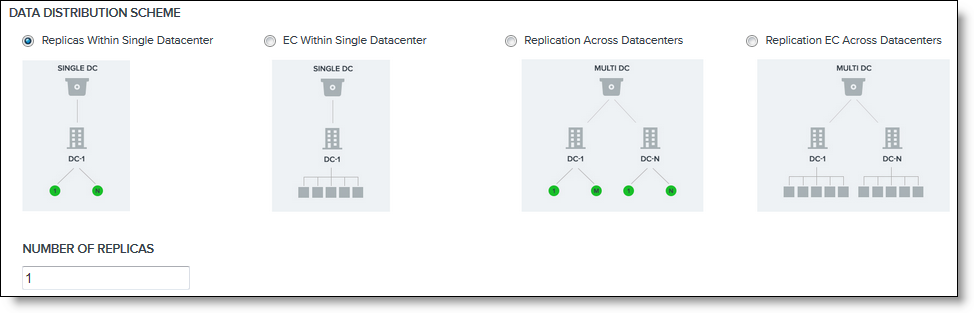 DATA DISTRIBUTION SCHEME
Replicas Within Single Datacenter
EC Within Single Datacenter
Replication Across Datacenters
Replication EC Across Datacenters
SINGLE DC
SINGLE DC
MULTI DC
MULTI DC
DC-1
DC-1
DC-1 DC-N
DC-1 DC-N
1 N
1 M 1 N
NUMBER OF REPLICAS
1